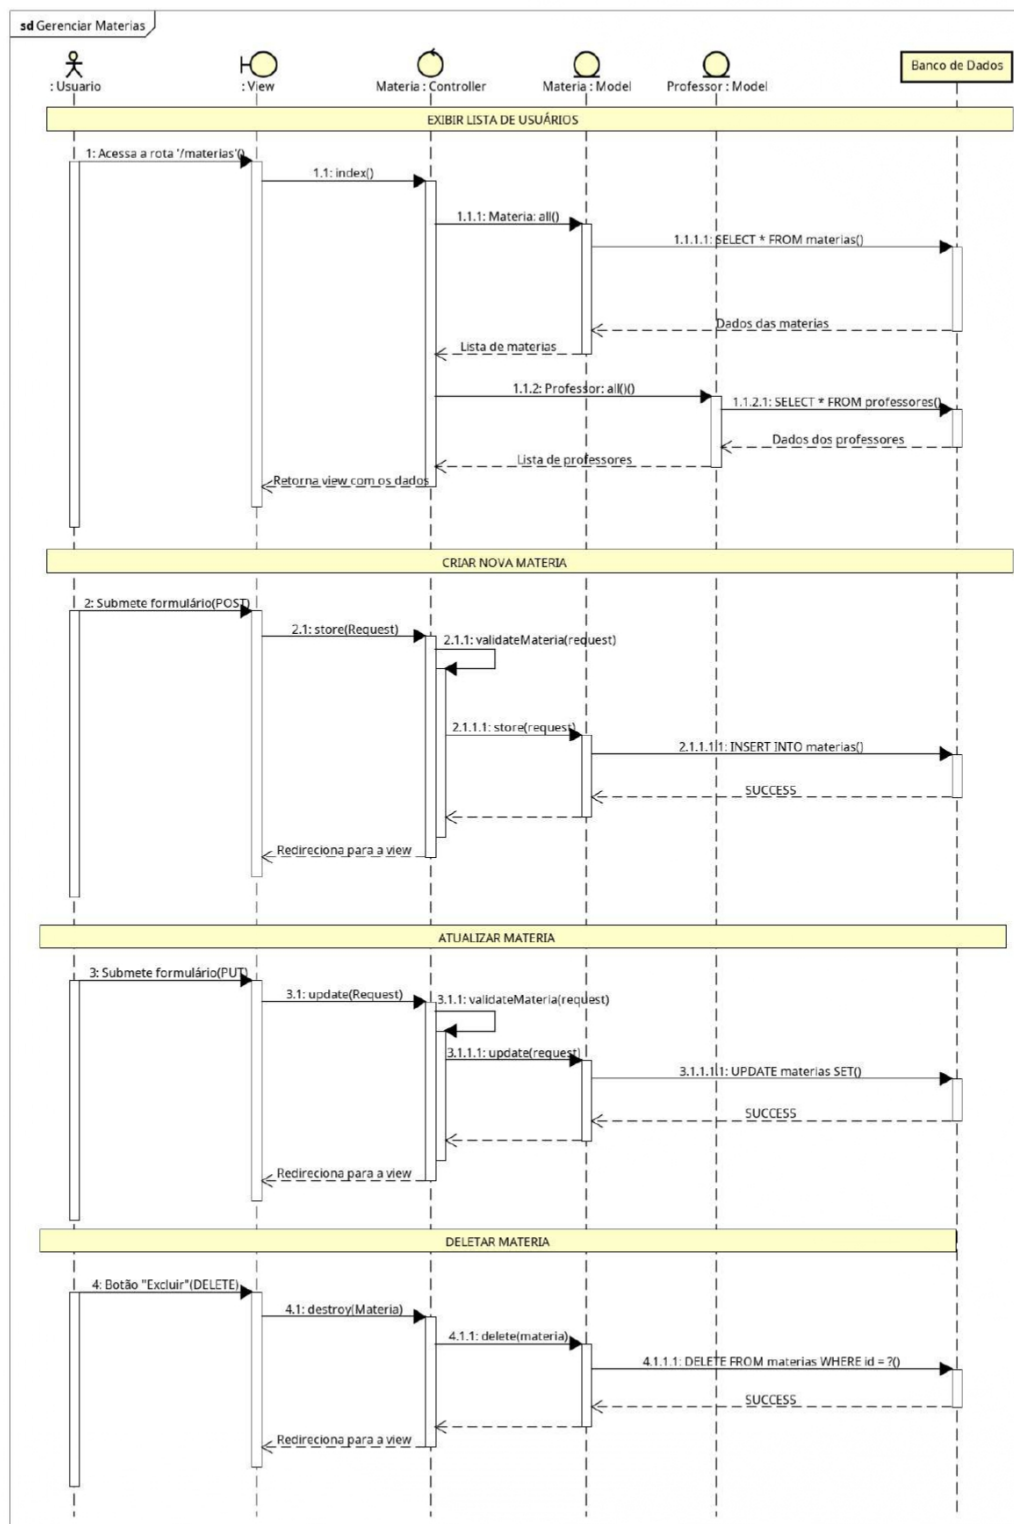 sd Gerenciar Materias
: Usuario
: View
Materia : Controller
Materia : Model
Professor : Model
Banco de Dados
EXIBIR LISTA DE USUÁRIOS
1: Acessa a rota '/materias'()
1.1: index()
1.1.1: Materia: all()
1.1.1.1: SELECT * FROM materias()
Dados das materias
Lista de materias
1.1.2: Professor: all()()
1.1.2.1: SELECT * FROM professores()
Dados dos professores
Lista de professores
Retorna view com os dados
CRIAR NOVA MATERIA
2: Submete formulário(POST)
2.1: store(Request)
2.1.1: validateMateria(request)
2.1.1.1: store(request)
2.1.1.1.1: INSERT INTO materias()
SUCCESS
Redireciona para a view
ATUALIZAR MATERIA
3: Submete formulário(PUT)
3.1: update(Request)
3.1.1: validateMateria(request)
3.1.1.1: update(request)
3.1.1.1.1: UPDATE materias SET()
SUCCESS
Redireciona para a view
DELETAR MATERIA
4: Botão "Excluir"(DELETE)
4.1: destroy(Materia)
4.1.1: delete(materia)
4.1.1.1: DELETE FROM materias WHERE id = ?()
SUCCESS
Redireciona para a view